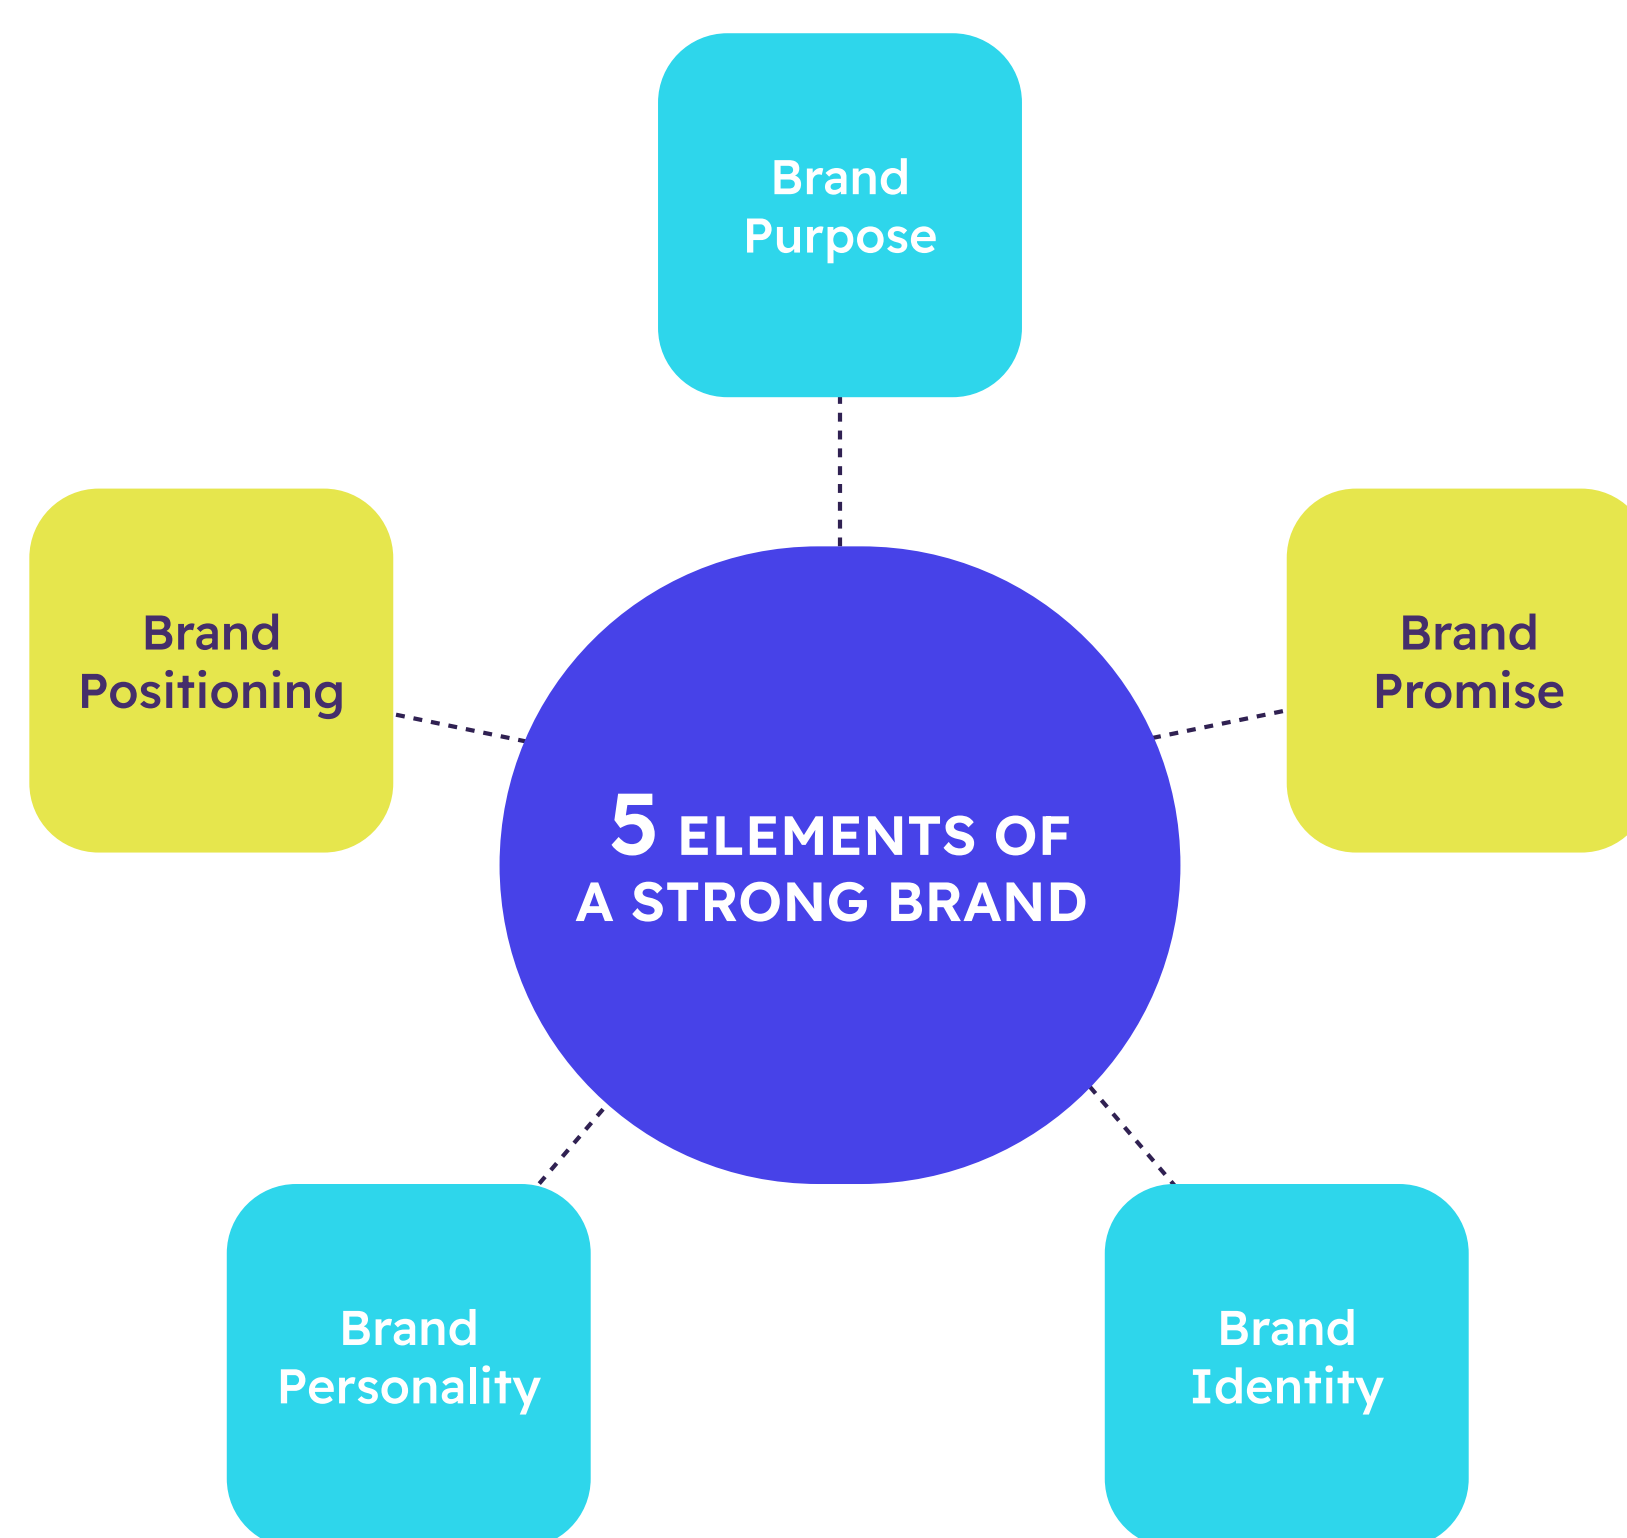 Brand
Purpose
Brand
Positioning
Brand
Promise
5 ELEMENTS OF
A STRONG BRAND
Brand
Personality
Brand
Identity